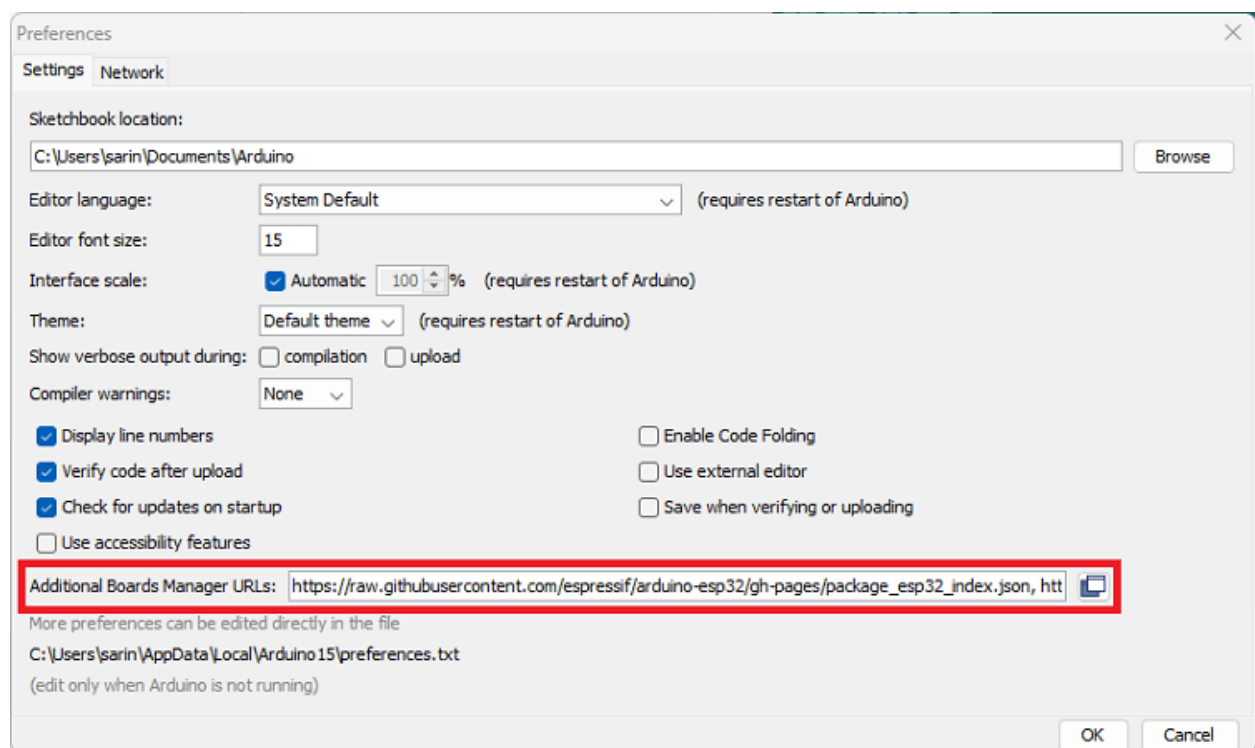 Preferences
Settings Network
Sketchbook location:
C:\Users\sarin\Documents\Arduino Browse
Editor language: System Default (requires restart of Arduino)
Editor font size: 15
Interface scale: Automatic 100 % (requires restart of Arduino)
Theme: Default theme (requires restart of Arduino)
Show verbose output during: compilation upload
Compiler warnings: None
Display line numbers Enable Code Folding
Verify code after upload Use external editor
Check for updates on startup Save when verifying or uploading
Use accessibility features
Additional Boards Manager URLs: https://raw.githubusercontent.com/espressif/arduino-esp32/gh-pages/package_esp32_index.json, htt
More preferences can be edited directly in the file
C:\Users\sarin\AppData\Local\Arduino15\preferences.txt
(edit only when Arduino is not running)
OK Cancel